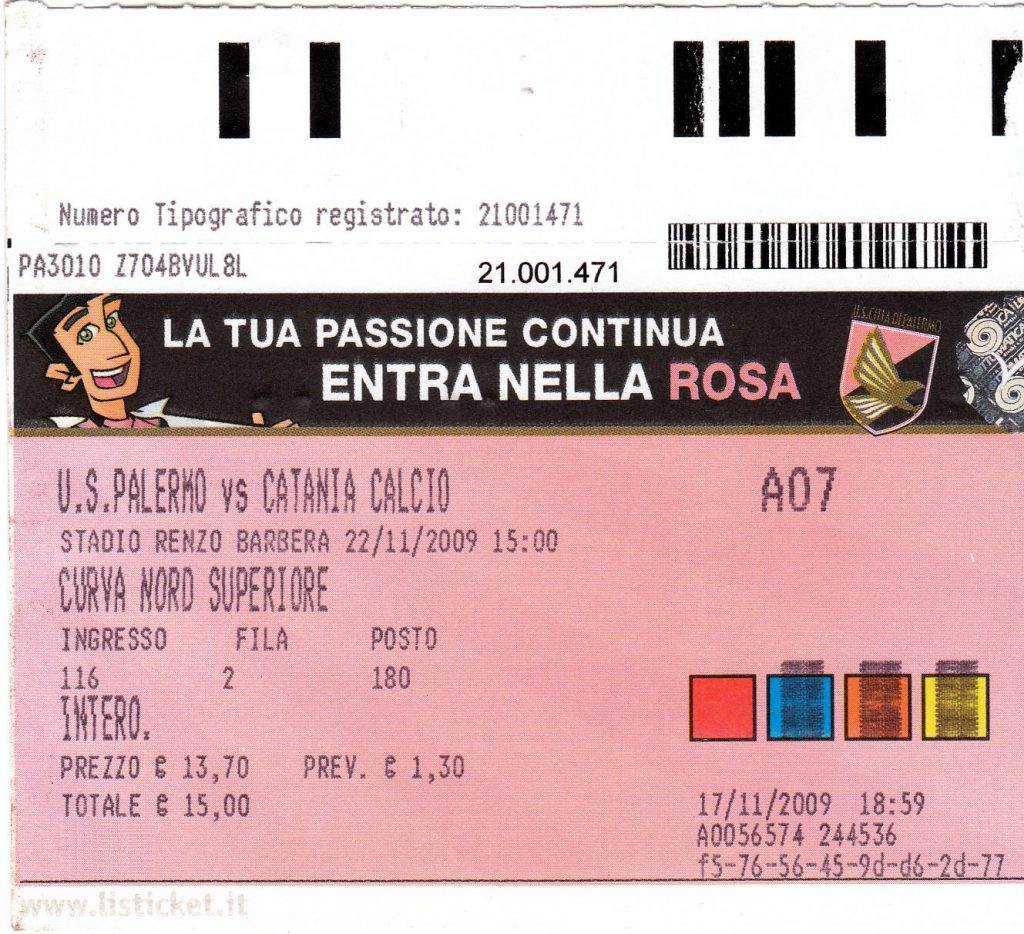 Numero Tipografico registrato: 21001471
PA3010 Z704BVUL8L
21.001.471
LA TUA PASSIONE CONTINUA
ENTRA NELLA ROSA
U.S.CITTA DI PALERMO
U.S.PALERMO vs CATANIA CALCIO
A07
STADIO RENZO BARBERA 22/11/2009 15:00
CURVA NORD SUPERIORE
INGRESSO FILA POSTO
116 2 180
INTERO.
PREZZO € 13,70 PREV. € 1,30
TOTALE € 15,00
17/11/2009 18:59
A0056574 244536
f5-76-56-45-9d-d6-2d-77
www.listicket.it